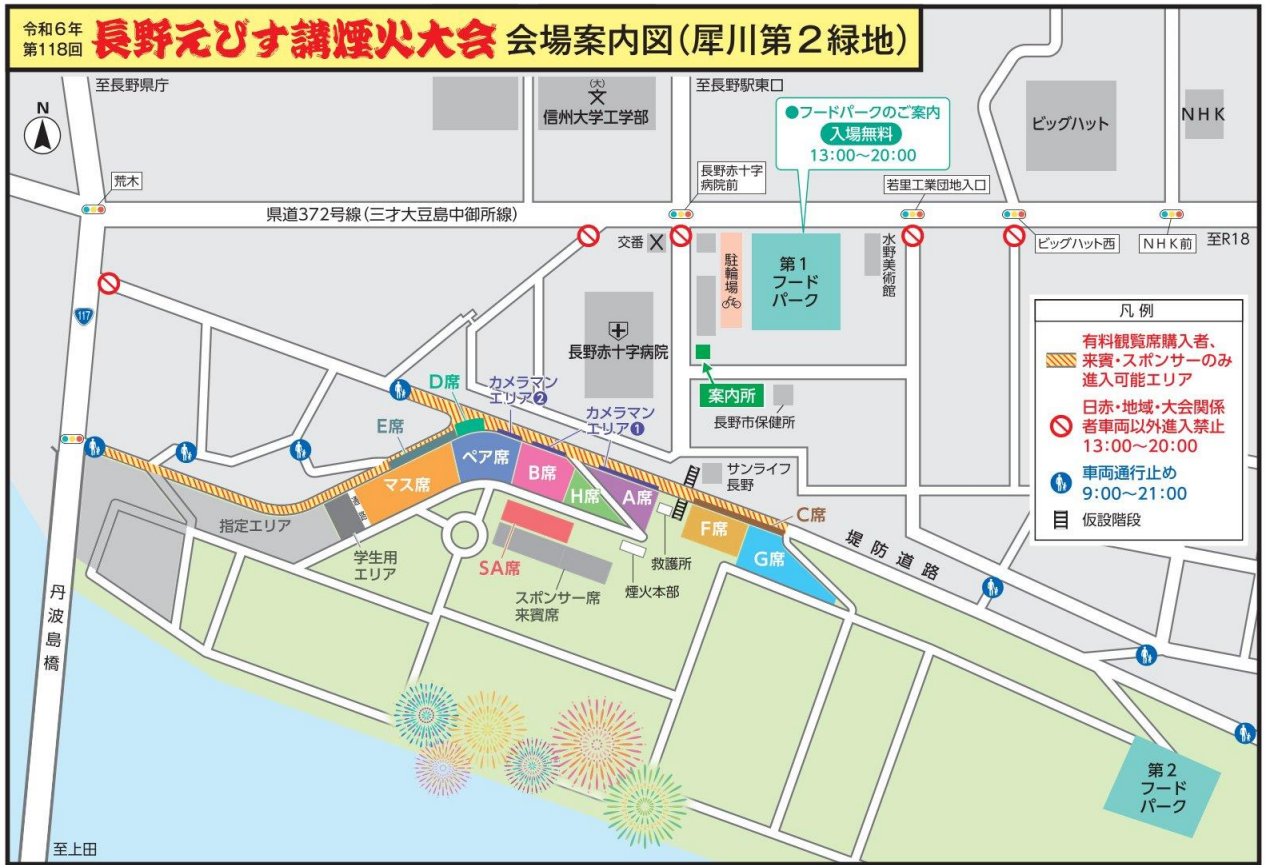 令和6年
第118回
長野えびす講煙火大会 会場案内図(犀川第2緑地)
至長野県庁
N
(大)
文
信州大学工学部
至長野駅東口
●フードパークのご案内
入場無料
13:00～20:00
ビッグハット
NHK
荒木
長野赤十字
病院前
若里工業団地入口
県道372号線(三才大豆島中御所線)
交番
X
ビッグハット西
NHK前
至R18
駐輪場
第1
フード
パーク
水野美術館
117
長野赤十字病院
案内所
長野市保健所
凡例
有料観覧席購入者、
来賓・スポンサーのみ
進入可能エリア
日赤・地域・大会関係
者車両以外進入禁止
13:00～20:00
車両通行止め
9:00～21:00
仮設階段
D席
カメラマン
エリア❷
カメラマン
エリア❶
E席
ペア席
マス席
B席
H席
A席
サンライフ
長野
F席
C席
G席
指定エリア
学生用
エリア
SA席
スポンサー席
来賓席
救護所
煙火本部
堤防道路
丹波島橋
第2
フード
パーク
至上田